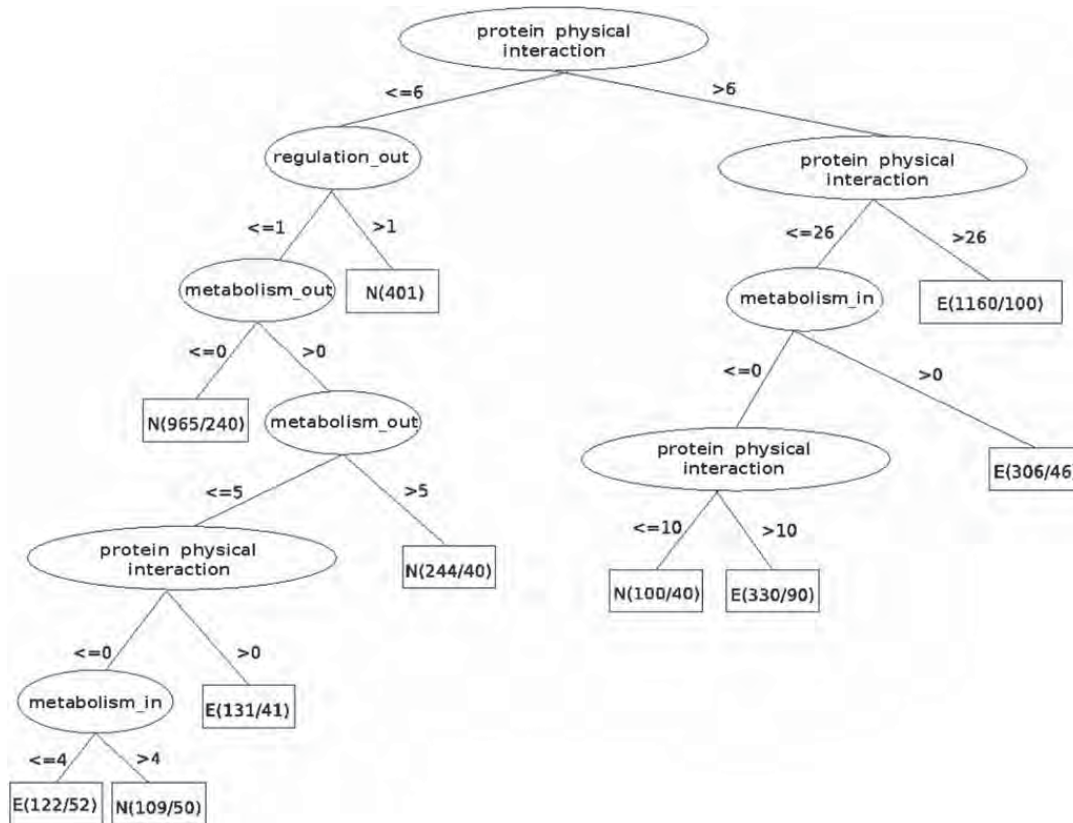 protein physical
interaction
<=6
>6
regulation_out
protein physical
interaction
<=1
>1
<=26
>26
metabolism_out
N(401)
metabolism_in
E(1160/100)
<=0
>0
<=0
>0
N(965/240)
metabolism_out
protein physical
interaction
E(306/46)
<=5
>5
<=10
>10
protein physical
interaction
N(244/40)
N(100/40)
E(330/90)
<=0
>0
metabolism_in
E(131/41)
<=4
>4
E(122/52)
N(109/50)